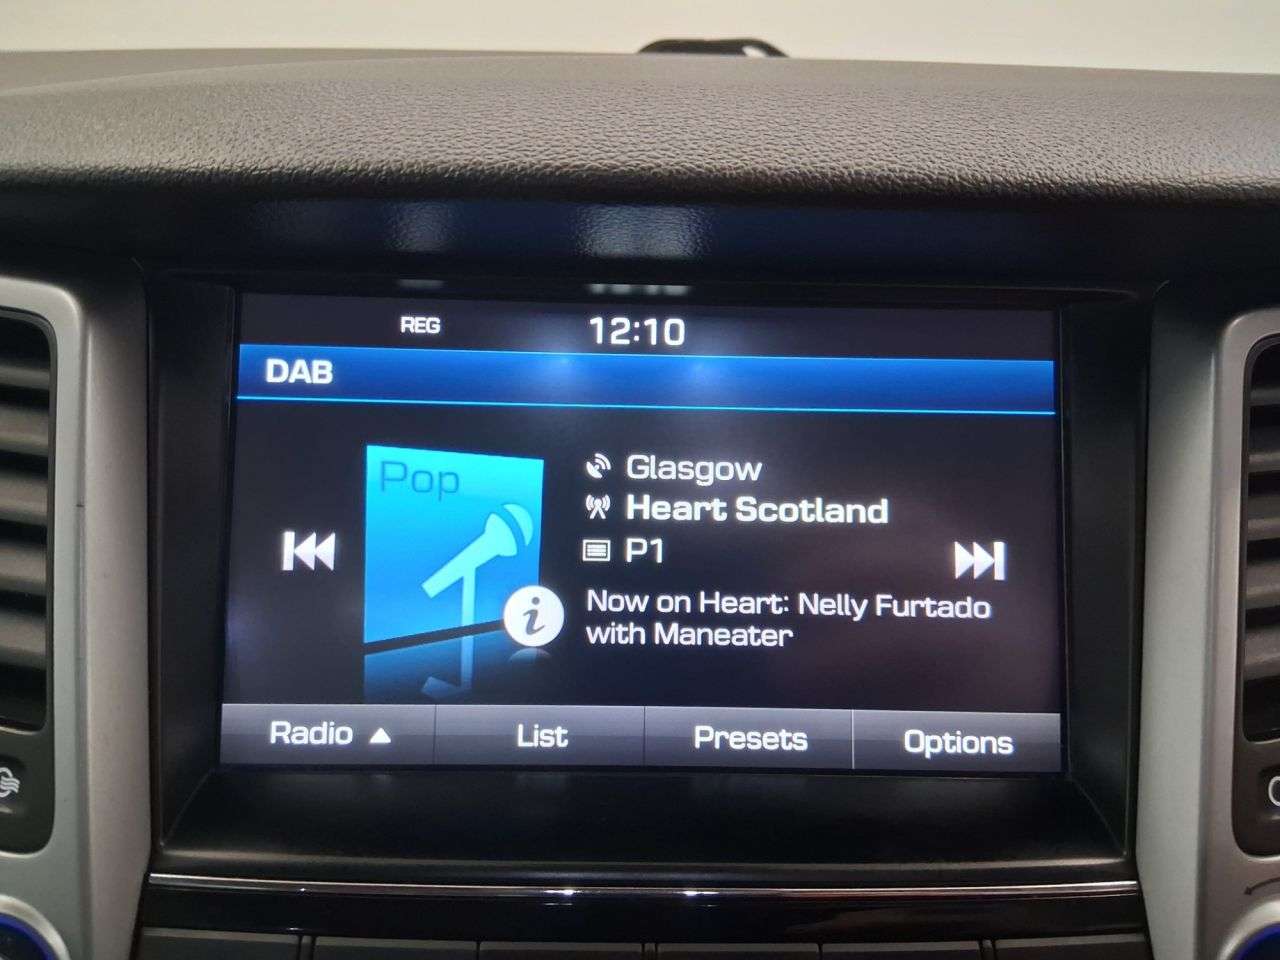 REG 12:10
DAB
Pop
Glasgow
Heart Scotland
P1
Now on Heart: Nelly Furtado
with Maneater
i
Radio ▲ List Presets Options